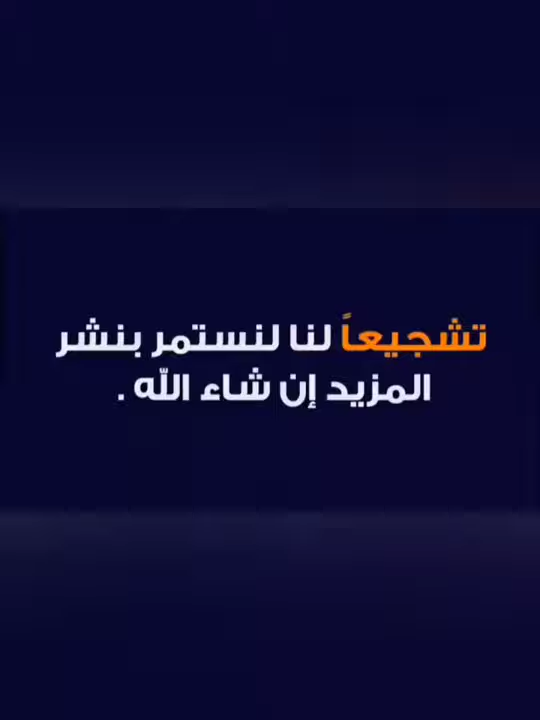 تشجيعاً لنا لنستمر بنشر
المزيد إن شاء الله .